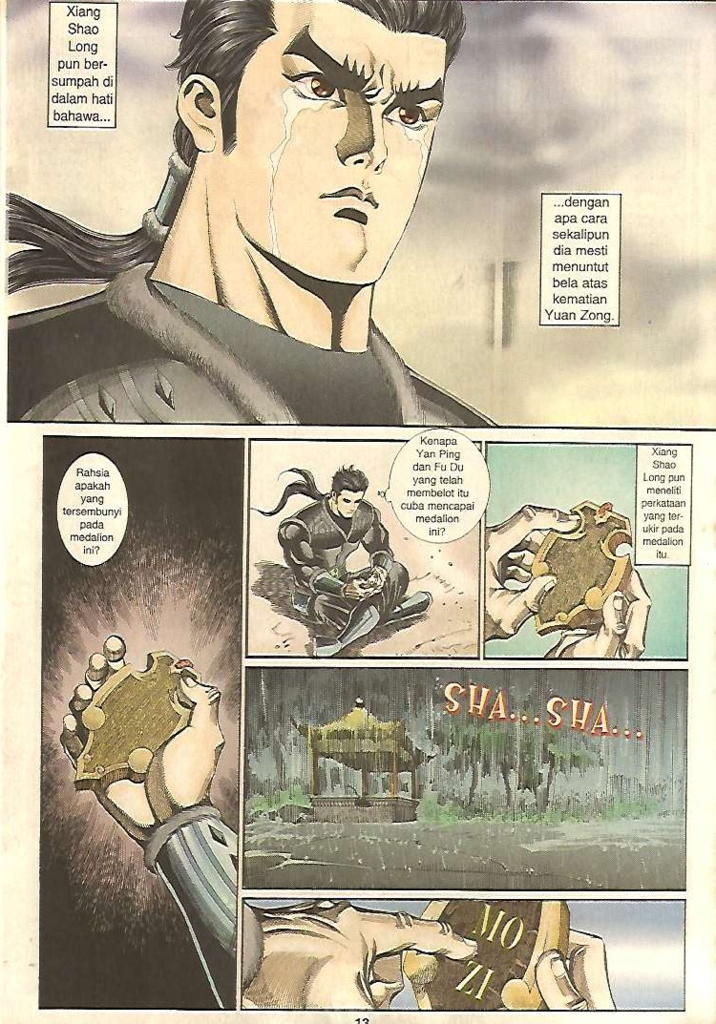 Xiang
Shao
Long
pun ber-
sumpah di
dalam hati
bahawa...
...dengan
apa cara
sekalipun
dia mesti
menuntut
bela atas
kematian
Yuan Zong.
Rahsia
apakah
yang
tersembunyi
pada
medalion
ini?
Kenapa
Yan Ping
dan Fu Du
yang telah
membelot itu
cuba mencapai
medalion
ini?
Xiang
Shao
Long pun
meneliti
perkataan
yang ter-
ukir pada
medalion
itu.
SHA...SHA...
MO
ZI
13